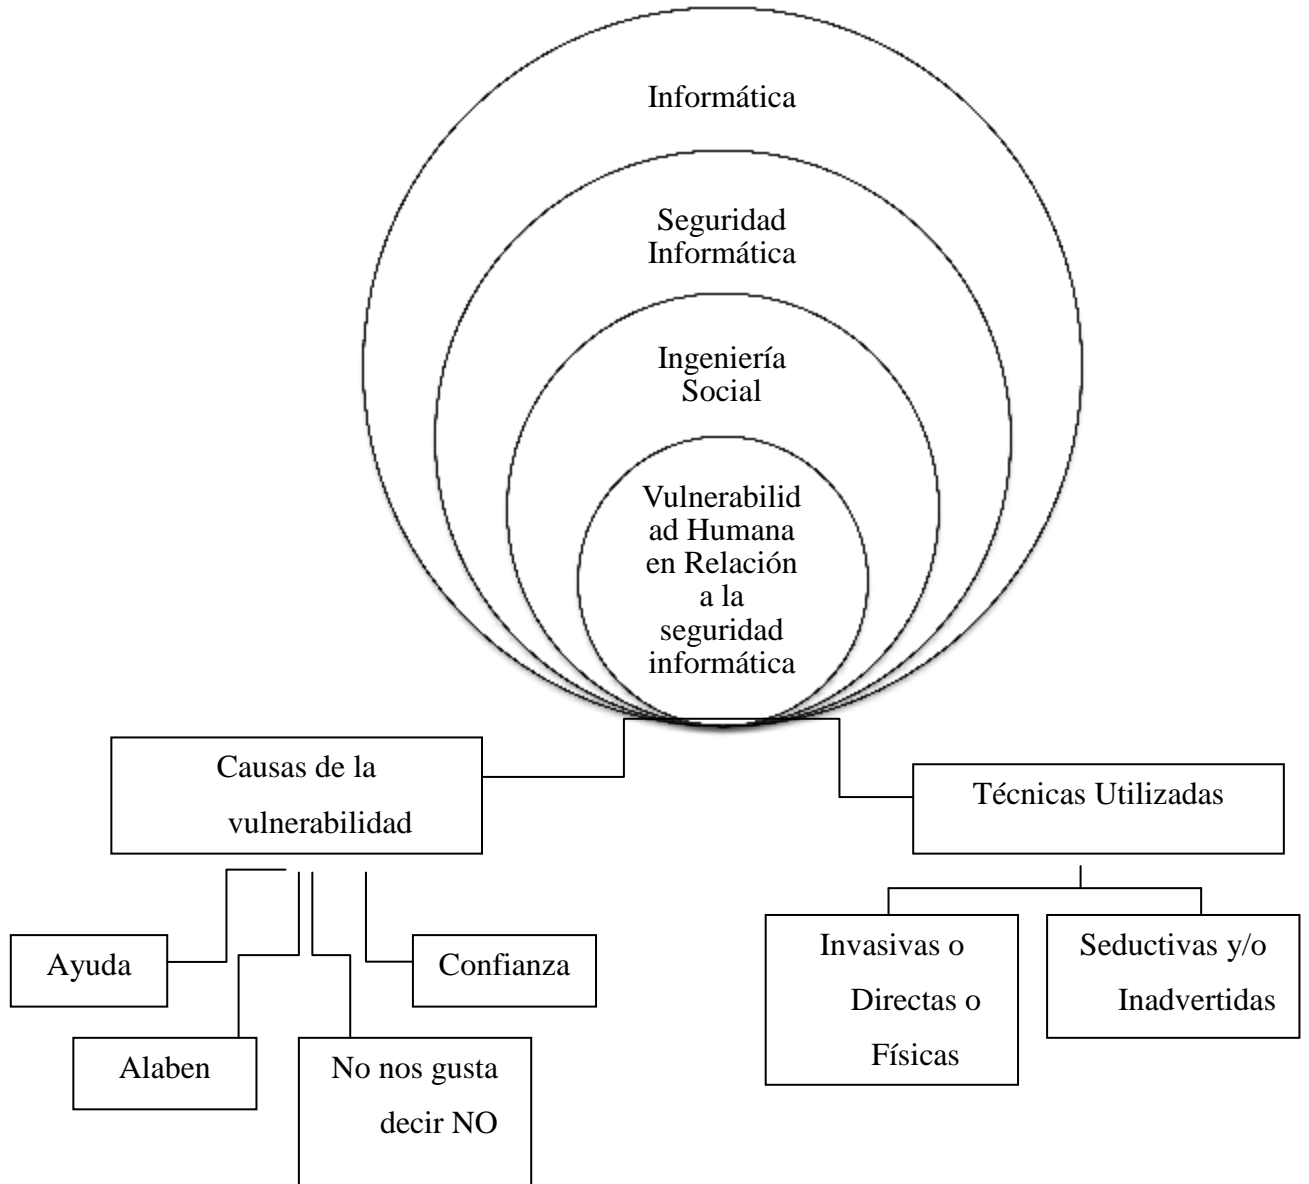 Informática
Seguridad
Informática
Ingeniería
Social
Vulnerabilid
ad Humana
en Relación
a la
seguridad
informática
Causas de la
vulnerabilidad
Técnicas Utilizadas
Ayuda
Confianza
Alaben
No nos gusta
decir NO
Invasivas o
Directas o
Físicas
Seductivas y/o
Inadvertidas